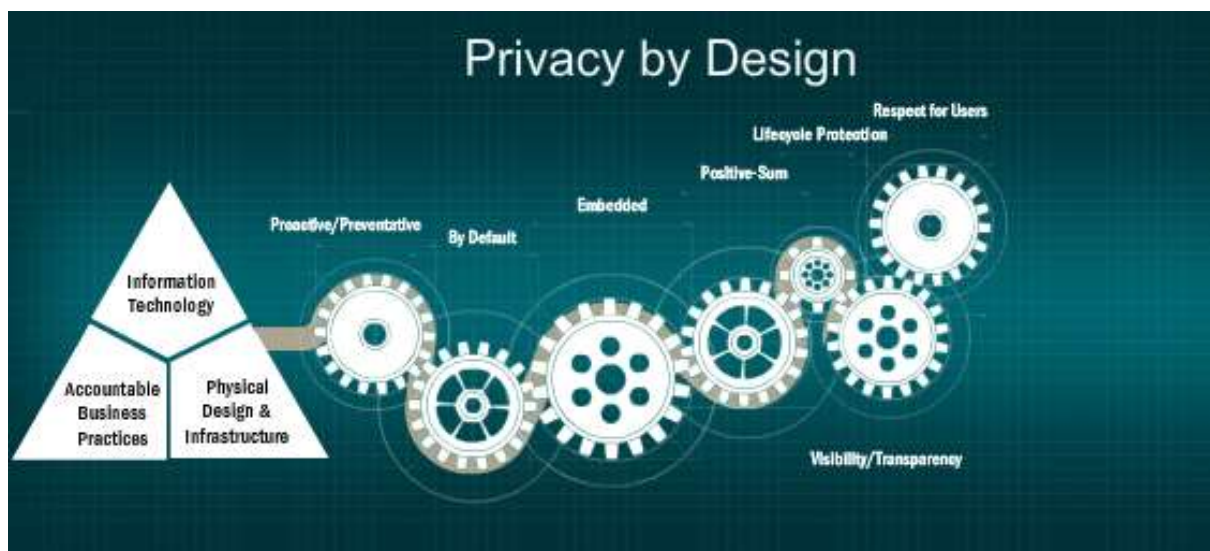 Privacy by Design
Respect for Users
Lifecycle Protection
Positive-Sum
Embedded
Proactive/Preventative
By Default
Information
Technology
Accountable
Business
Practices
Physical
Design &
Infrastructure
Visibility/Transparency